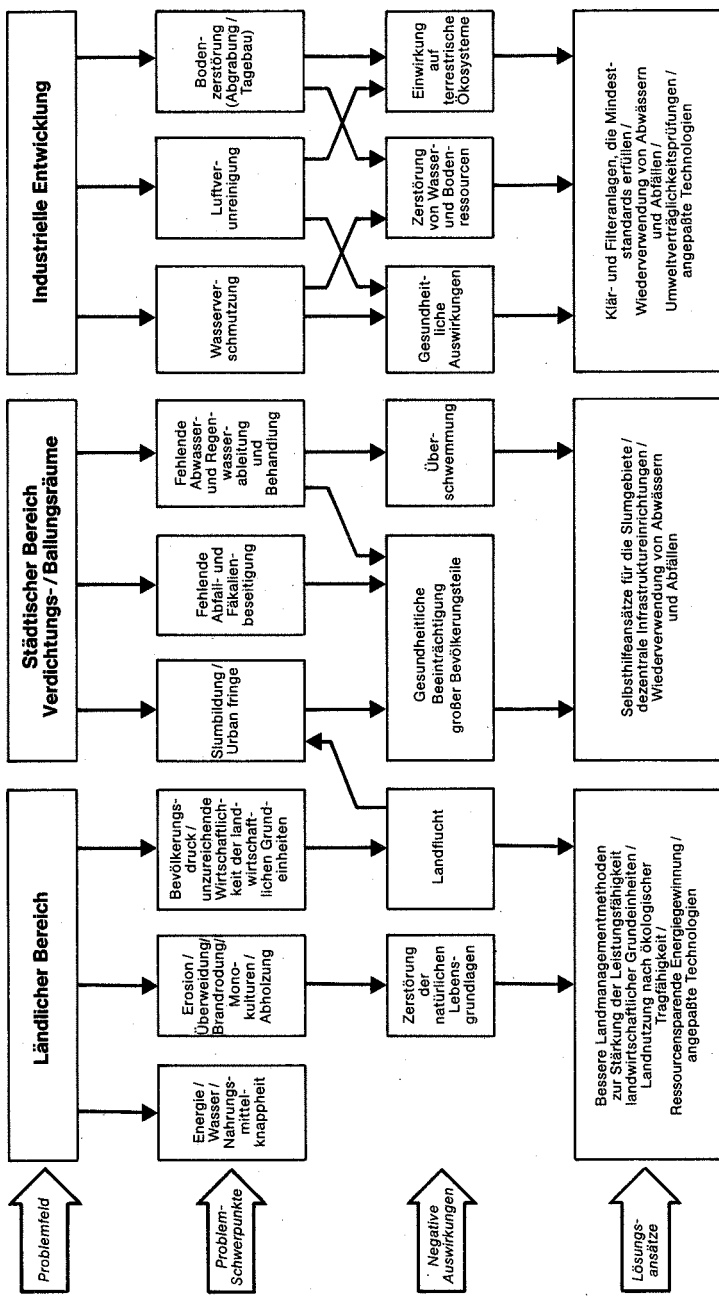 Problemfeld
Ländlicher Bereich
Städtischer Bereich
Verdichtungs-/Ballungsräume
Industrielle Entwicklung
Problem-
Schwerpunkte
Energie/
Wasser/
Nahrungs-
mittel-
knappheit
Erosion/
Überweidung/
Brandrodung/
Mono-
kulturen/
Abholzung
Bevölkerungs-
druck/
unzureichende
Wirtschaftlich-
keit der land-
wirtschaft-
lichen Grund-
einheiten
Slumbildung/
Urban fringe
Fehlende
Abfall- und
Fäkalien-
beseitigung
Fehlende
Abwasser-
und Regen-
wasser-
ableitung
und
Behandlung
Wasserver-
schmutzung
Luftver-
unreinigung
Boden-
zerstörung
(Abgrabung/
Tagebau)
Negative
Auswirkungen
Zerstörung
der
natürlichen
Lebens-
grundlagen
Landflucht
Gesundheitliche
Beeinträchtigung
großer Bevölkerungsteile
Über-
schwemmung
Gesundheit-
liche
Auswirkungen
Zerstörung
von Wasser-
und Boden-
ressourcen
Einwirkung
auf
terrestrische
Ökosysteme
Lösungs-
ansätze
Bessere Landmanagementmethoden
zur Stärkung der Leistungsfähigkeit
landwirtschaftlicher Grundeinheiten/
Landnutzung nach ökologischer
Tragfähigkeit/
Ressourcensparende Energiegewinnung/
angepaßte Technologien
Selbsthilfeansätze für die Slumgebiete/
dezentrale Infrastruktureinrichtungen/
Wiederverwendung von Abwässern
und Abfällen
Klär- und Filteranlagen, die Mindest-
standards erfüllen/
Wiederverwendung von Abwässern
und Abfällen/
Umweltverträglichkeitsprüfungen/
angepaßte Technologien